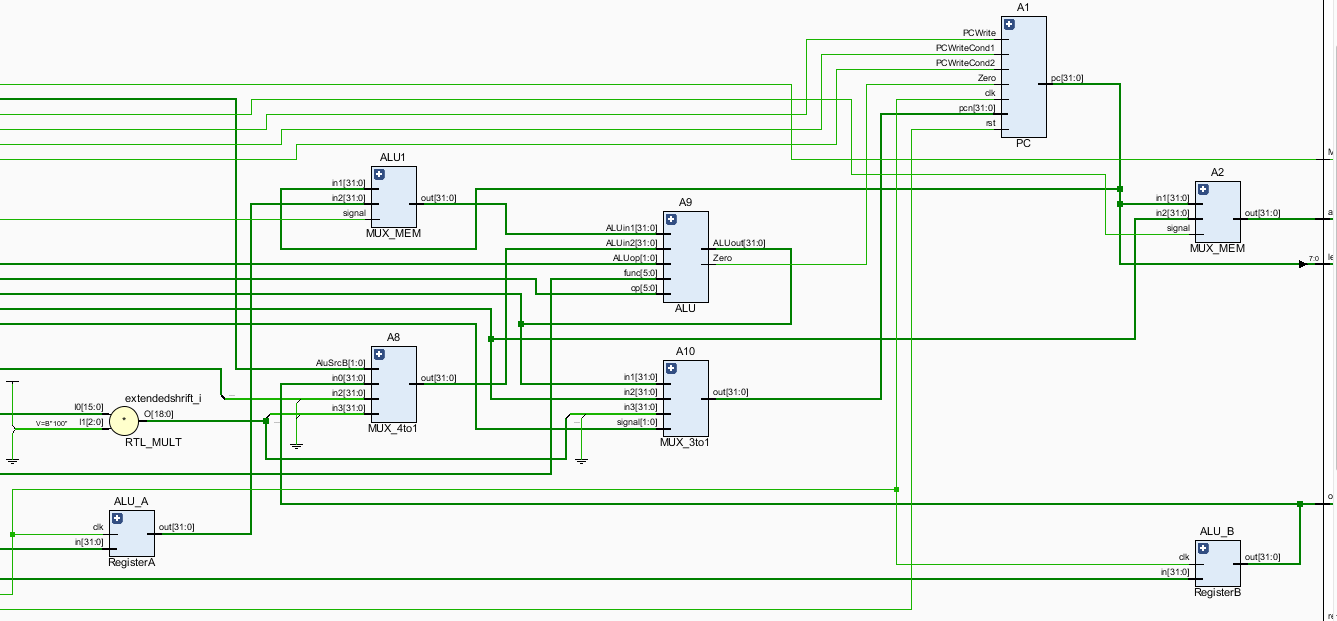 A1
PCWrite
PCWriteCond1
PCWriteCond2
Zero
clk
pcn[31:0]
rst
pc[31:0]
PC
ALU1
in1[31:0]
in2[31:0]
signal
out[31:0]
MUX_MEM
A2
in1[31:0]
in2[31:0]
signal
out[31:0]
MUX_MEM
7:0
A9
ALUin1[31:0]
ALUin2[31:0]
ALUop[1:0]
func[5:0]
op[5:0]
ALUout[31:0]
Zero
ALU
A8
AluSrcB[1:0]
in0[31:0]
in2[31:0]
in3[31:0]
out[31:0]
MUX_4to1
A10
in1[31:0]
in2[31:0]
in3[31:0]
signal[1:0]
out[31:0]
MUX_3to1
extendedshrift_i
I0[15:0]
I1[2:0]
V=B"100"
*
O[18:0]
RTL_MULT
ALU_A
clk
in[31:0]
out[31:0]
RegisterA
ALU_B
clk
in[31:0]
out[31:0]
RegisterB